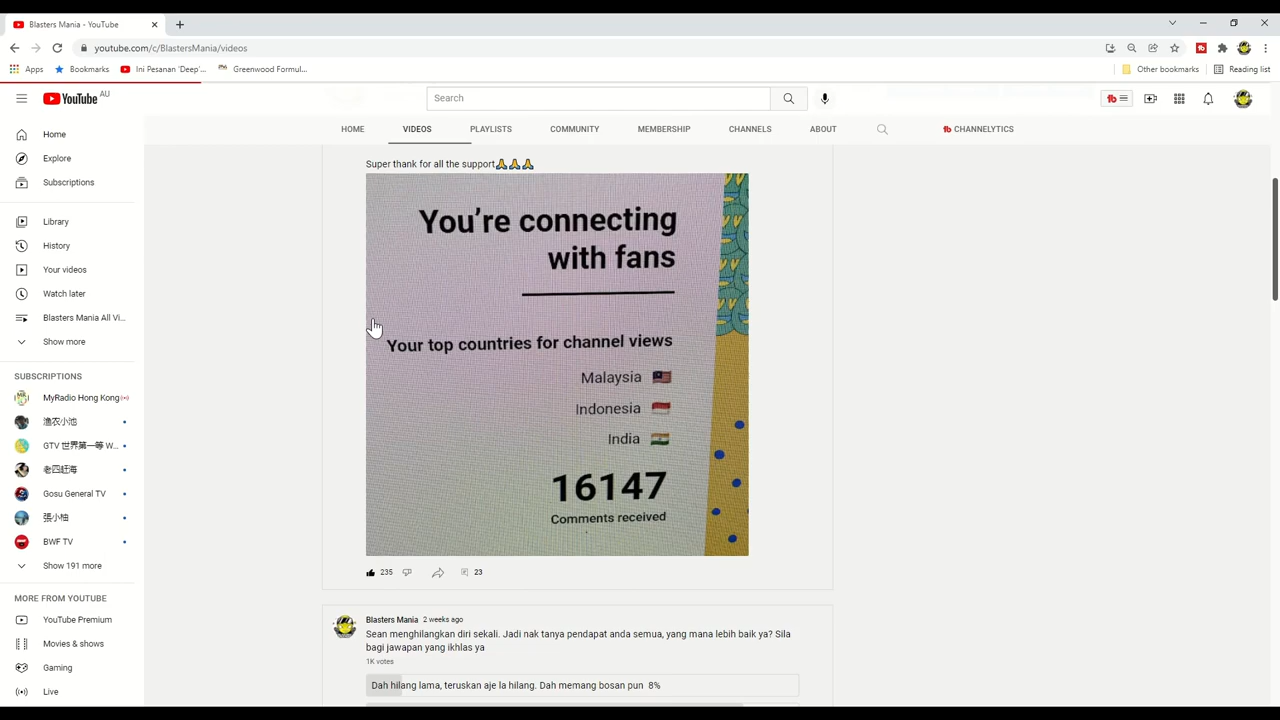 Blasters Mania - YouTube
youtube.com/c/BlastersMania/videos
Apps
Bookmarks
Ini Pesanan 'Deep'...
Greenwood Formul...
Other bookmarks
Reading list
YouTube AU
Search
HOME
VIDEOS
PLAYLISTS
COMMUNITY
MEMBERSHIP
CHANNELS
ABOUT
tb CHANNELYTICS
Home
Explore
Subscriptions
Library
History
Your videos
Watch later
Blasters Mania All Vi...
Show more
SUBSCRIPTIONS
MyRadio Hong Kong
渔农小池
GTV 世界第一等 W...
老四赶海
Gosu General TV
張小柚
BWF TV
Show 191 more
MORE FROM YOUTUBE
YouTube Premium
Movies & shows
Gaming
Live
Super thank for all the support🙏🙏🙏
You're connecting
with fans
Your top countries for channel views
Malaysia 🇲🇾
Indonesia 🇮🇩
India 🇮🇳
16147
Comments received
235
23
Blasters Mania 2 weeks ago
Sean menghilangkan diri sekali. Jadi nak tanya pendapat anda semua, yang mana lebih baik ya? Sila
bagi jawapan yang ikhlas ya
1K votes
Dah hilang lama, teruskan aje la hilang. Dah memang bosan pun 8%